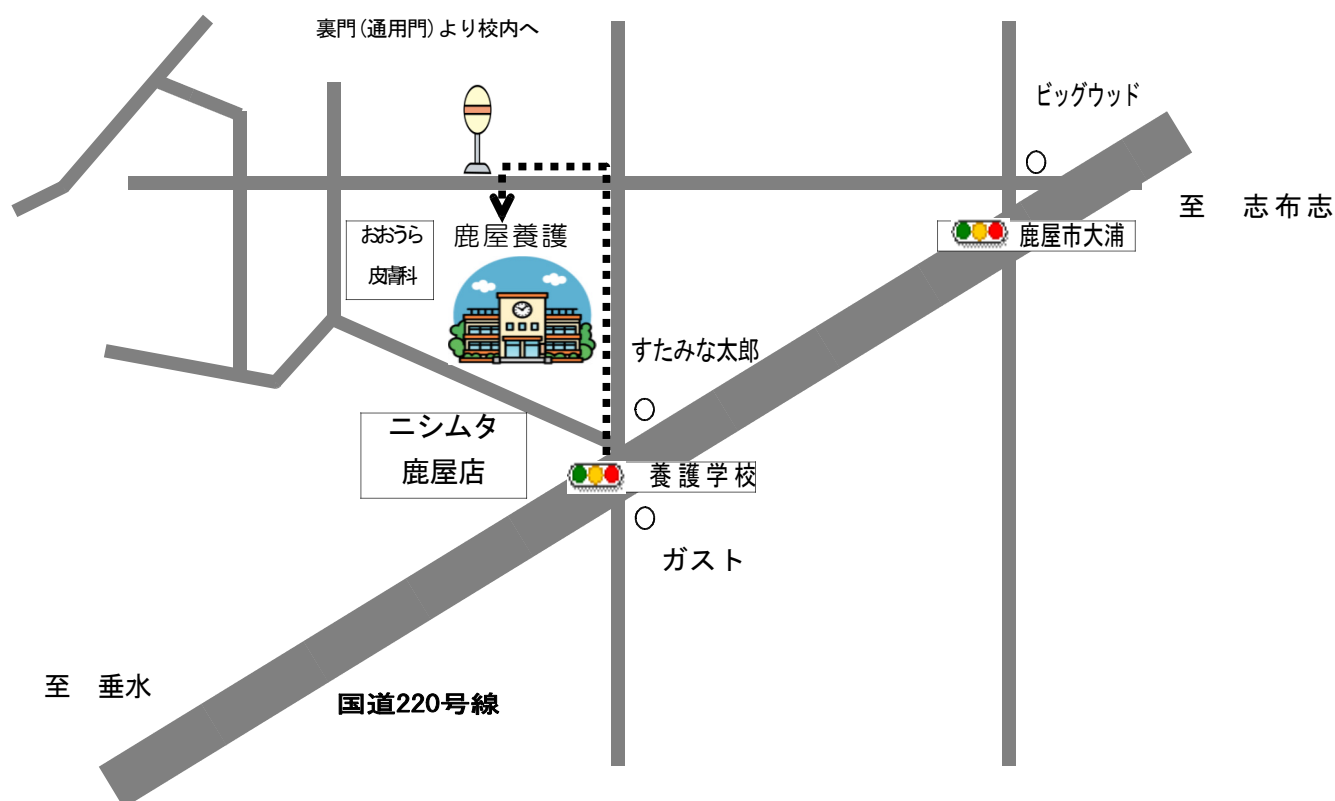 裏門(通用門)より校内へ
ビッグウッド
至　志布志
おおうら
皮膚科
鹿屋養護
鹿屋市大浦
すたみな太郎
ニシムタ
鹿屋店
養護学校
ガスト
至　垂水
国道220号線